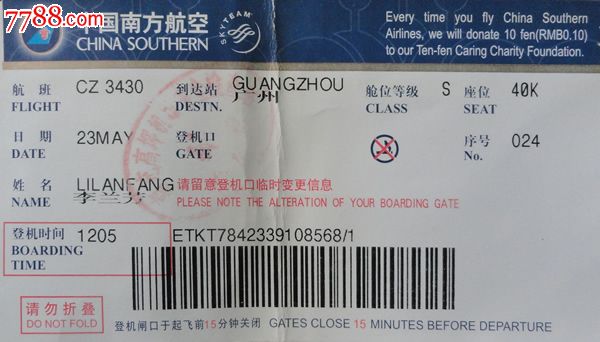 7788.com
中国南方航空
CHINA SOUTHERN
SKYTEAM
Every time you fly China Southern
Airlines, we will donate 10 fen(RMB0.10)
to our Ten-fen Caring Charity Foundation.
航 班 CZ 3430 到达站 GUANGZHOU 舱位等级 S 座位 40K
FLIGHT DESTN. 广州 CLASS SEAT
日 期 23MAY 登机口 序号 024
DATE GATE No.
姓 名 LILANFANG 请留意登机口临时变更信息
NAME 李兰芳 PLEASE NOTE THE ALTERATION OF YOUR BOARDING GATE
登机时间 1205 ETKT7842339108568/1
BOARDING
TIME
请勿折叠
DO NOT FOLD
登机闸口于起飞前15分钟关闭 GATES CLOSE 15 MINUTES BEFORE DEPARTURE